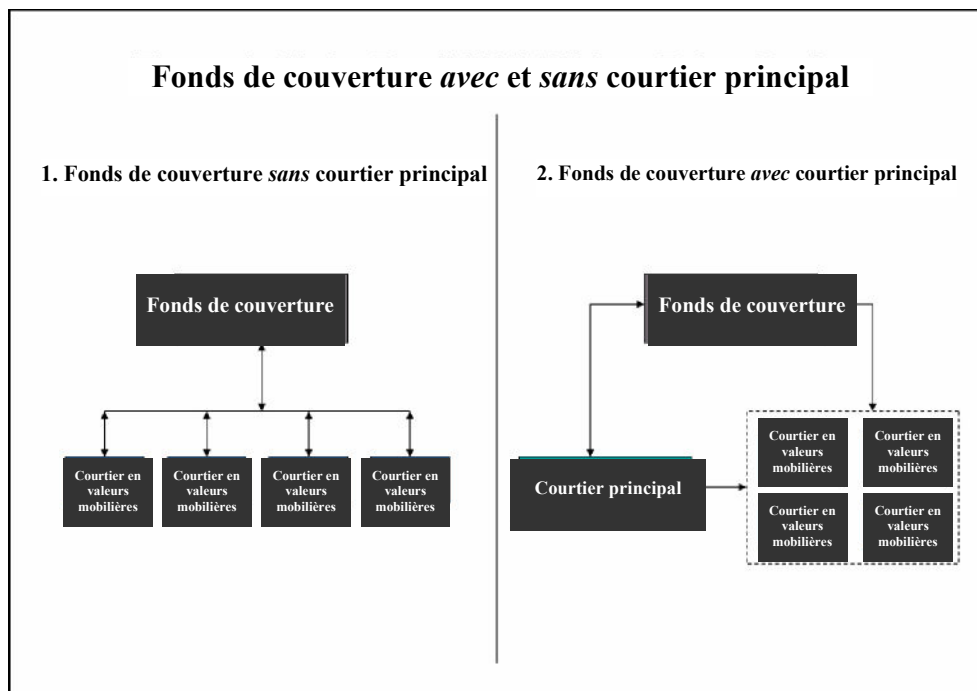 Fonds de couverture avec et sans courtier principal
1. Fonds de couverture sans courtier principal
Fonds de couverture
Courtier en
valeurs
mobilières
Courtier en
valeurs
mobilières
Courtier en
valeurs
mobilières
Courtier en
valeurs
mobilières
2. Fonds de couverture avec courtier principal
Fonds de couverture
Courtier principal
Courtier en
valeurs
mobilières
Courtier en
valeurs
mobilières
Courtier en
valeurs
mobilières
Courtier en
valeurs
mobilières